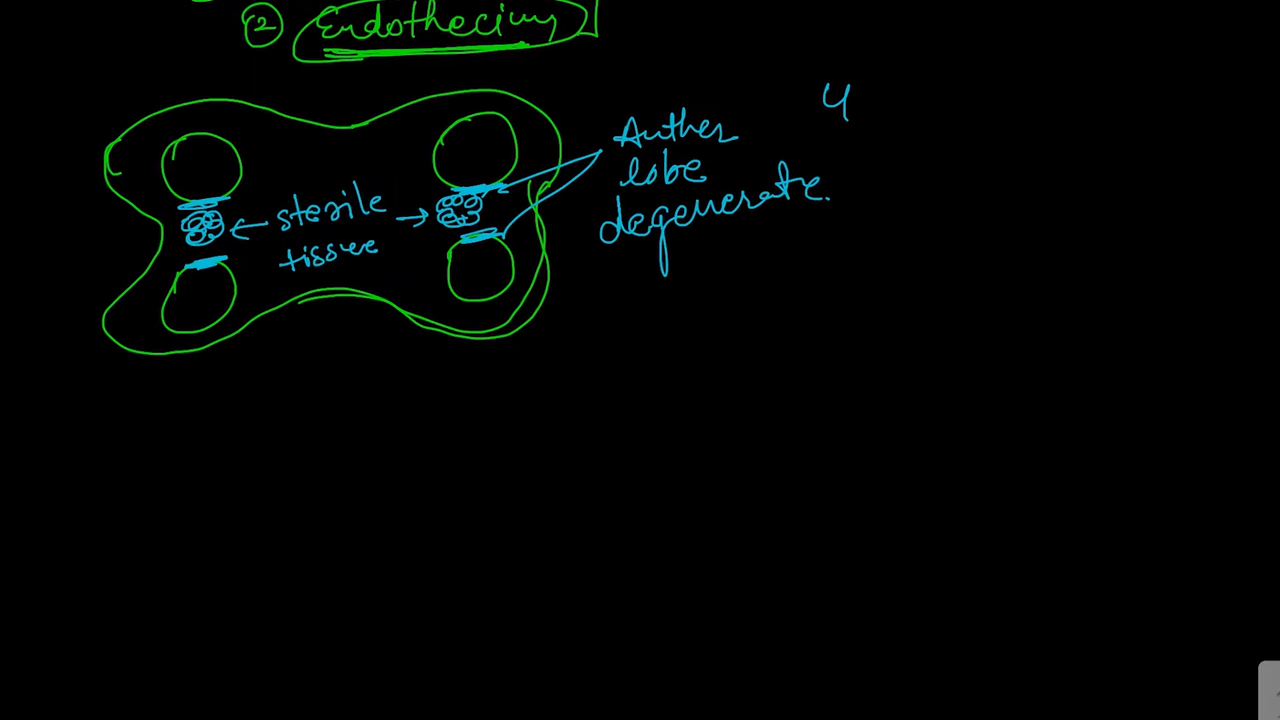 (2) Endothecium
4
Anther
lobe
degenerate.
sterile
tissue